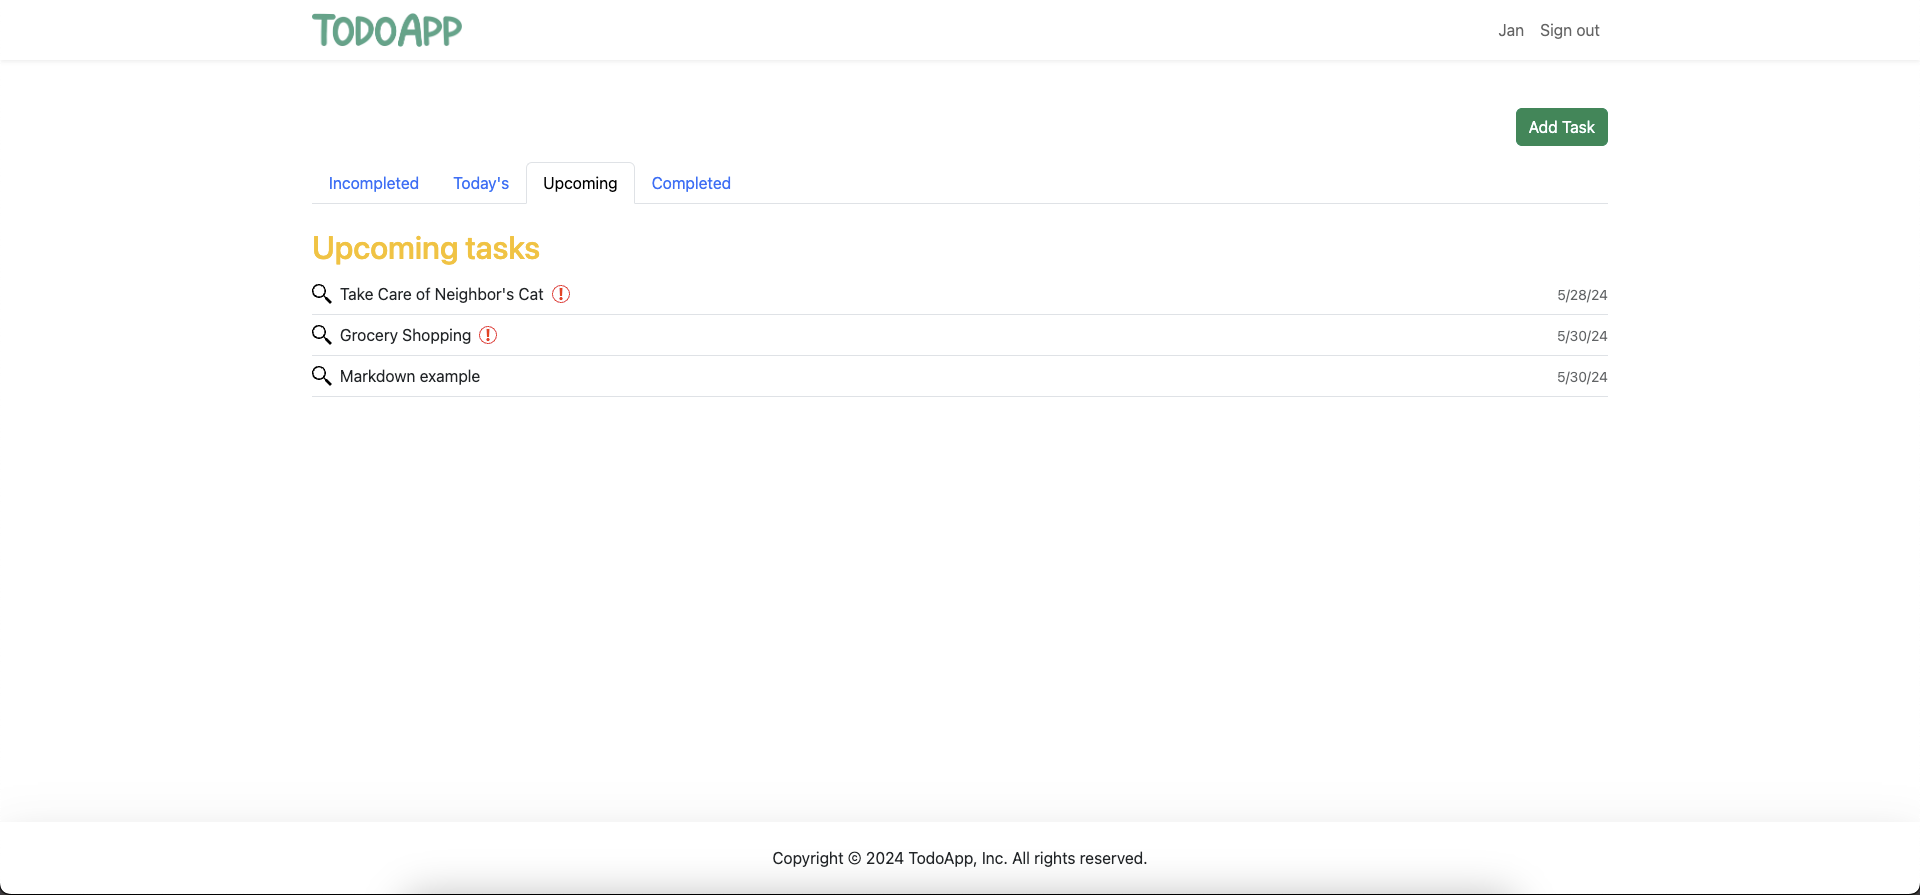 TODOAPP
Jan Sign out
Add Task
Incompleted Today's Upcoming Completed
Upcoming tasks
Take Care of Neighbor's Cat 5/28/24
Grocery Shopping 5/30/24
Markdown example 5/30/24
Copyright © 2024 TodoApp, Inc. All rights reserved.